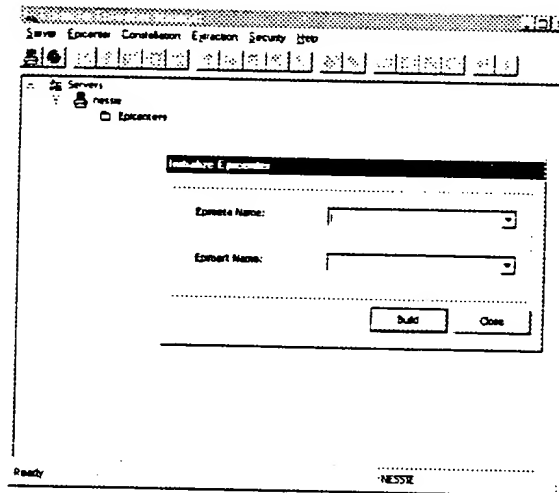 Server Epicenter Constellation Extraction Security Help
Servers
nessie
Epicenters
Initialize Epicenter
Epimeta Name:
Epimart Name:
Build Close
Ready NESSIE